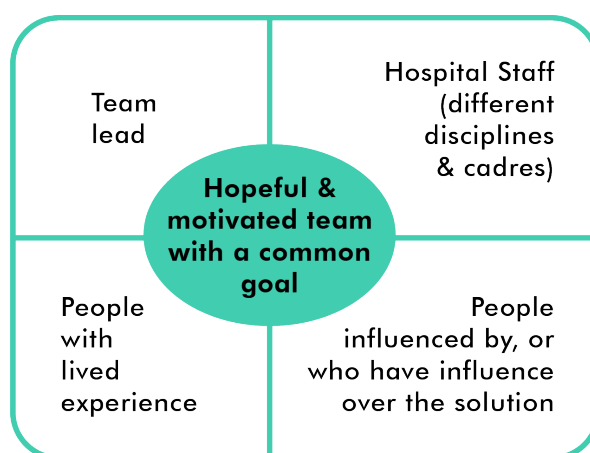 Team
lead
Hospital Staff
(different
disciplines
& cadres)
Hopeful &
motivated team
with a common
goal
People
with
lived
experience
People
influenced by, or
who have influence
over the solution